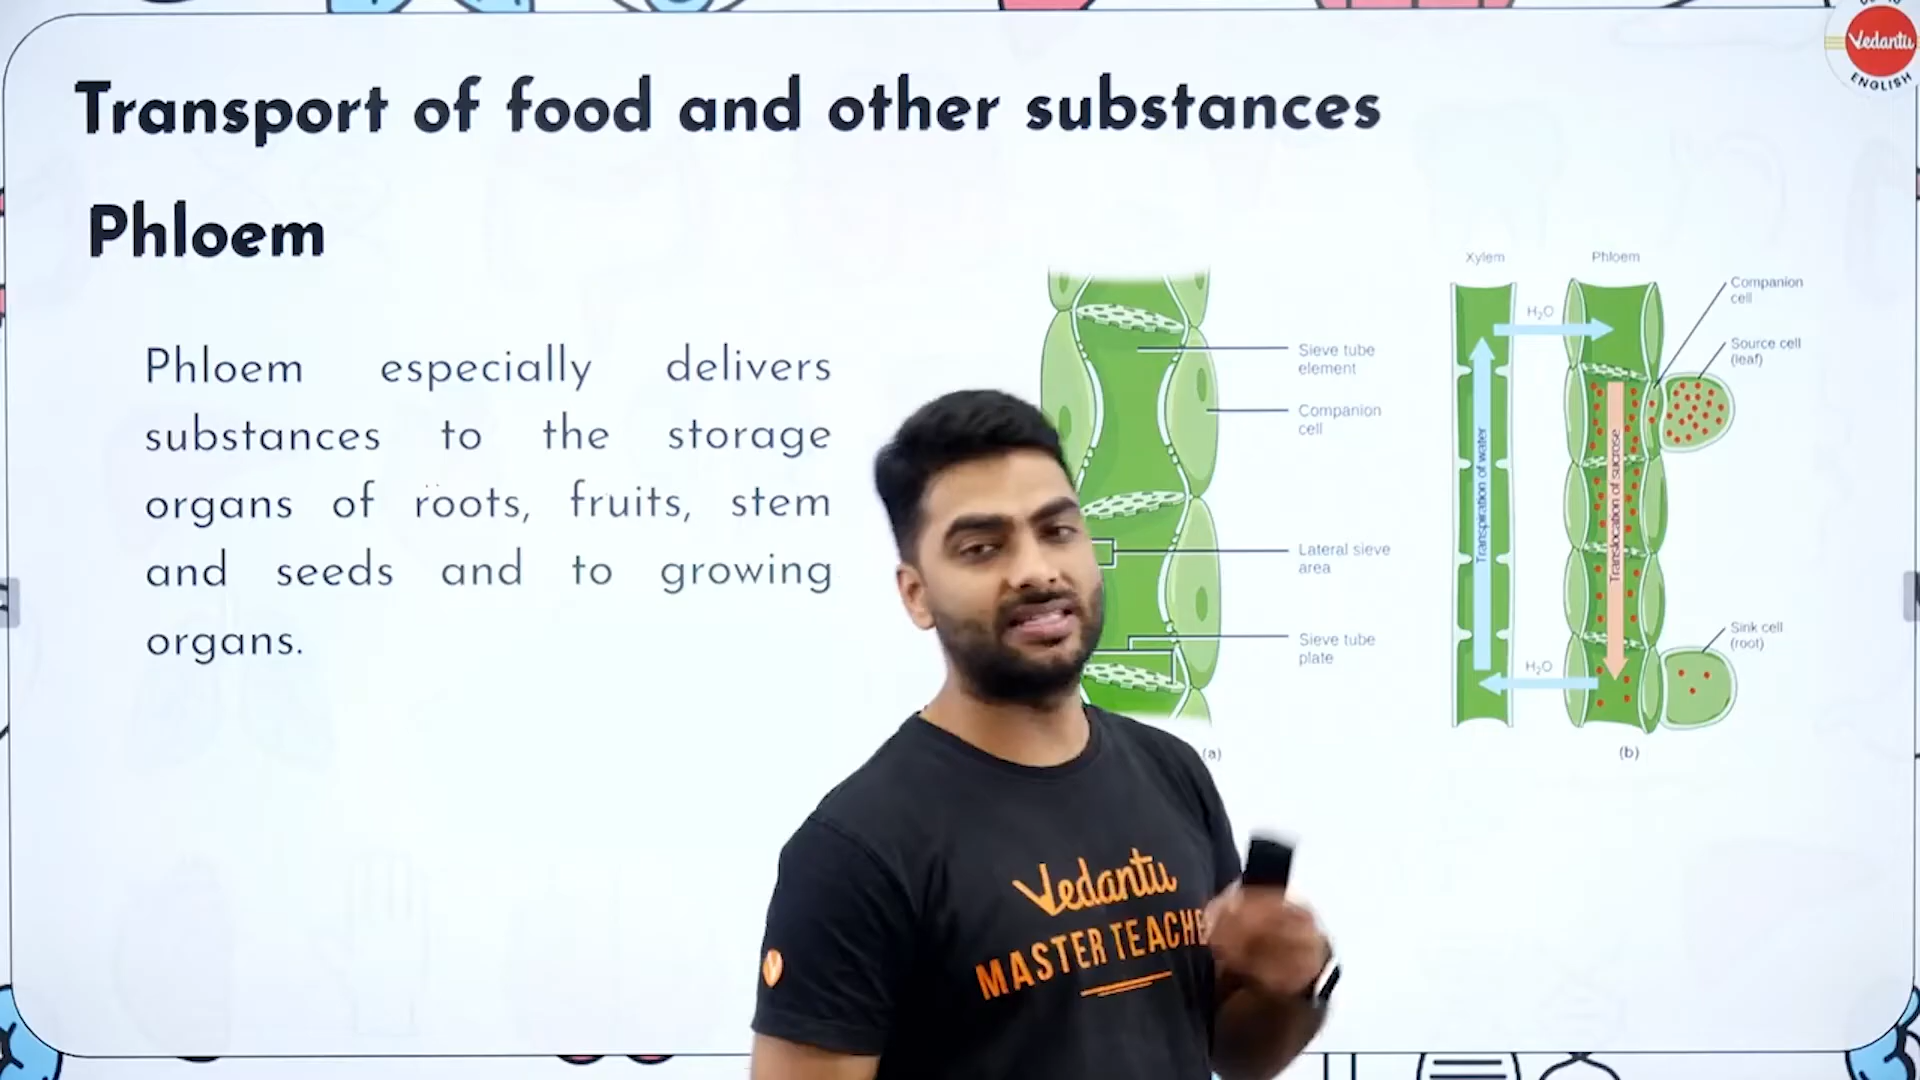 Transport of food and other substances
Phloem
Phloem especially delivers
substances to the storage
organs of roots, fruits, stem
and seeds and to growing
organs.
Sieve tube
element
Companion
cell
Lateral sieve
area
Sieve tube
plate
(a)
Xylem
Phloem
H₂O
Companion
cell
Source cell
(leaf)
Transpiration of water
Translocation of sucrose
Sink cell
(root)
H₂O
(b)
Vedantu
ENGLISH
Vedantu
MASTER TEACHE
V